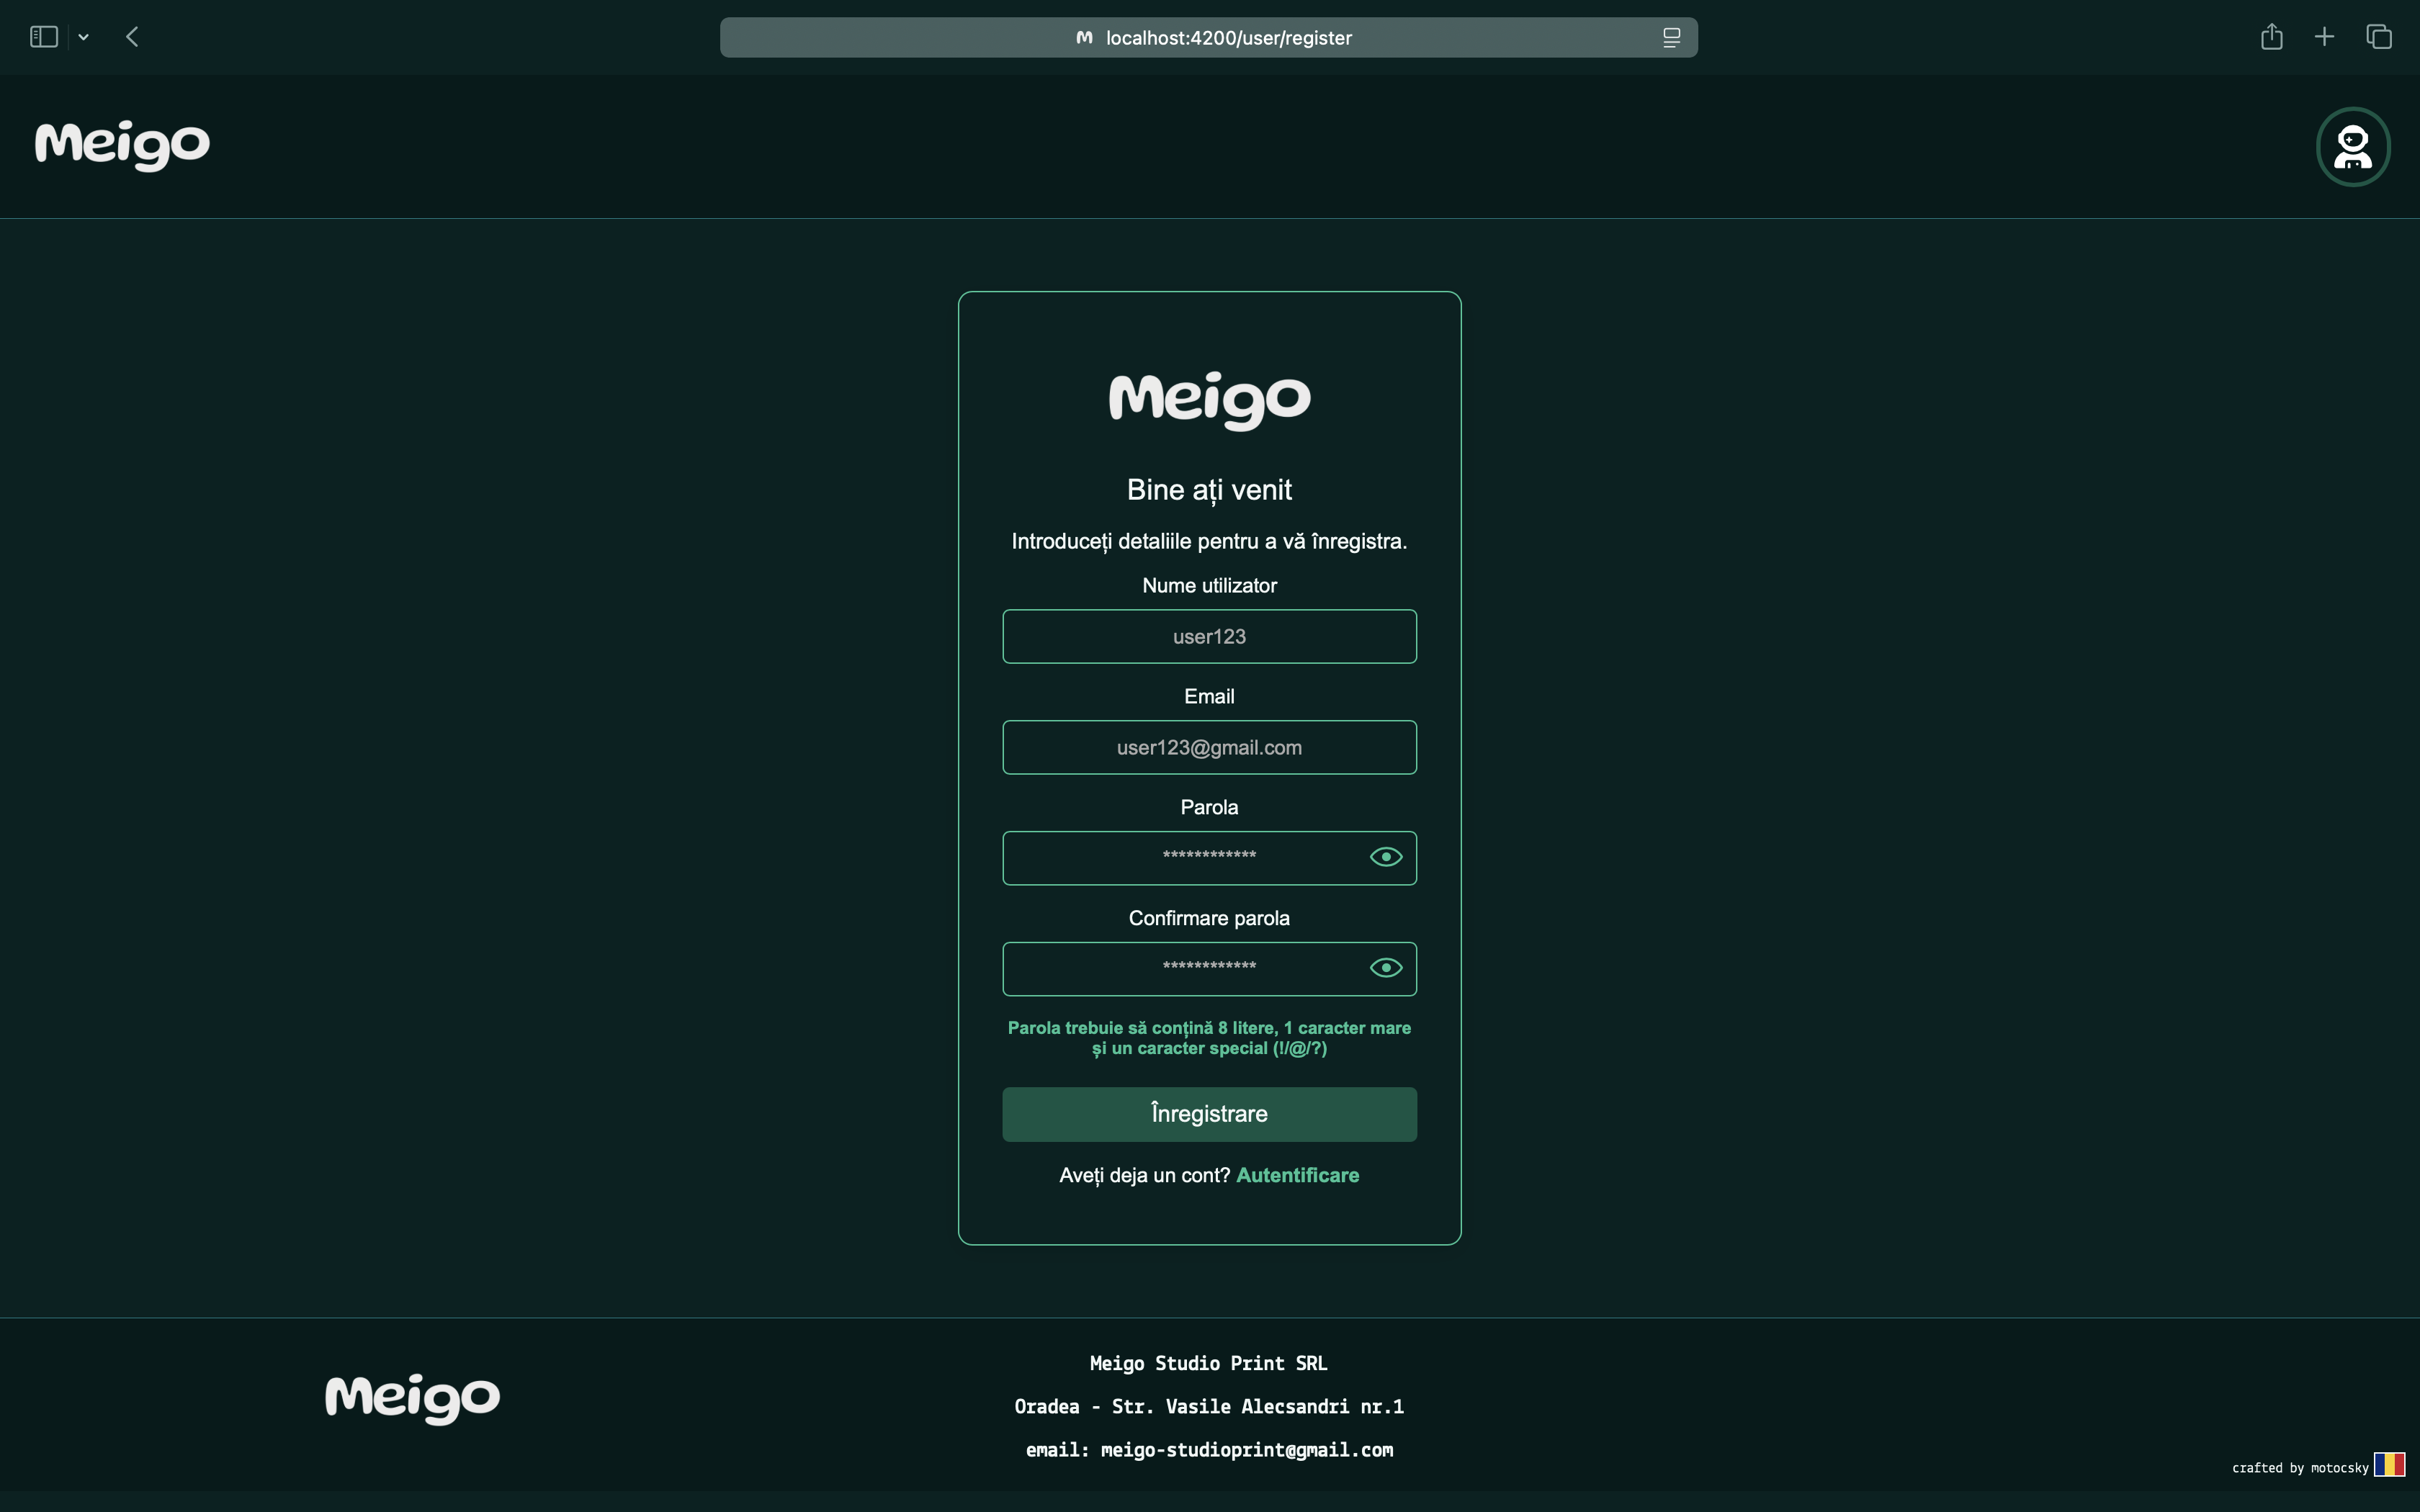 localhost:4200/user/register
Meigo
Meigo
Bine ați venit
Introduceți detaliile pentru a vă înregistra.
Nume utilizator
user123
Email
user123@gmail.com
Parola
************
Confirmare parola
************
Parola trebuie să conțină 8 litere, 1 caracter mare
și un caracter special (!/@/?)
Înregistrare
Aveți deja un cont? Autentificare
Meigo
Meigo Studio Print SRL
Oradea - Str. Vasile Alecsandri nr.1
email: meigo-studioprint@gmail.com
crafted by motocsky